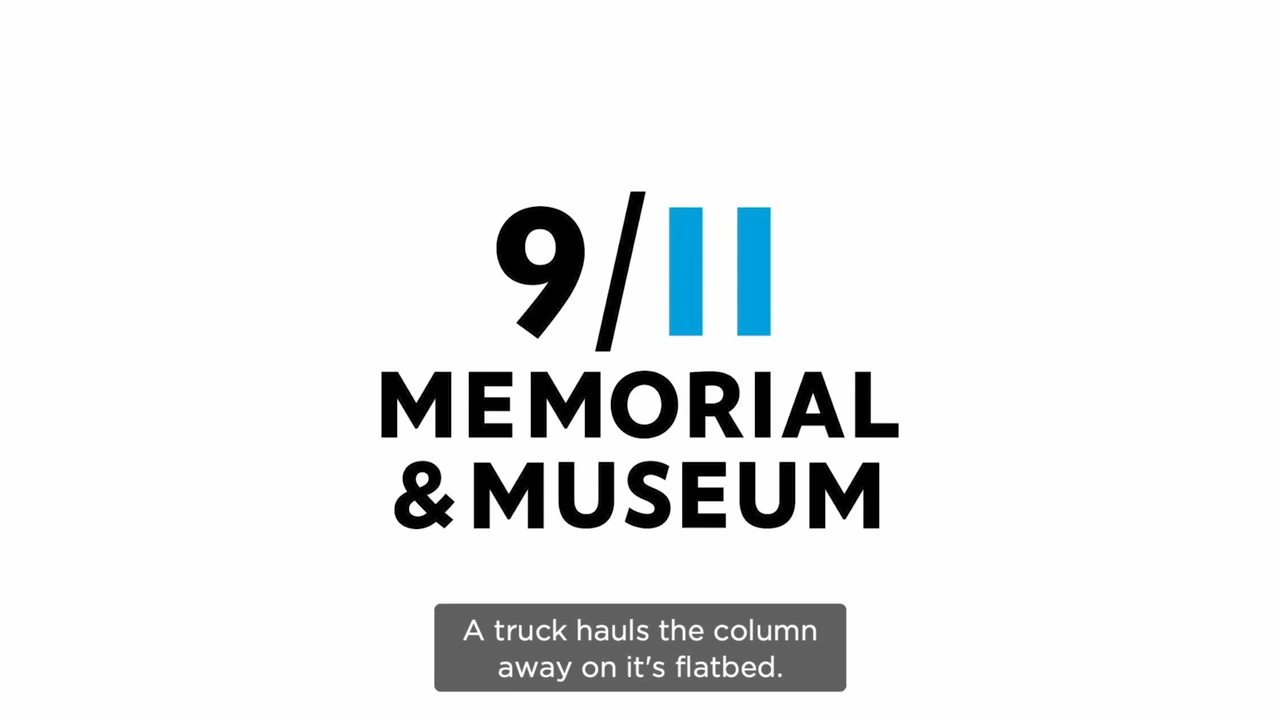 9/11
MEMORIAL
& MUSEUM
A truck hauls the column
away on it's flatbed.